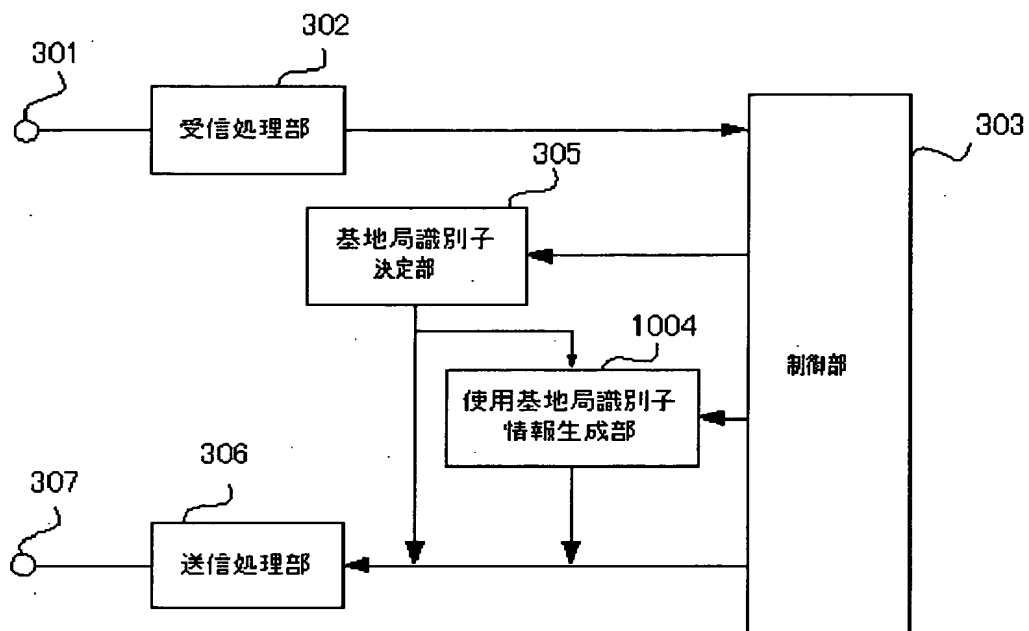 302
301
受信処理部
303
305
基地局識別子
決定部
1004
制御部
使用基地局識別子
情報生成部
306
307
送信処理部